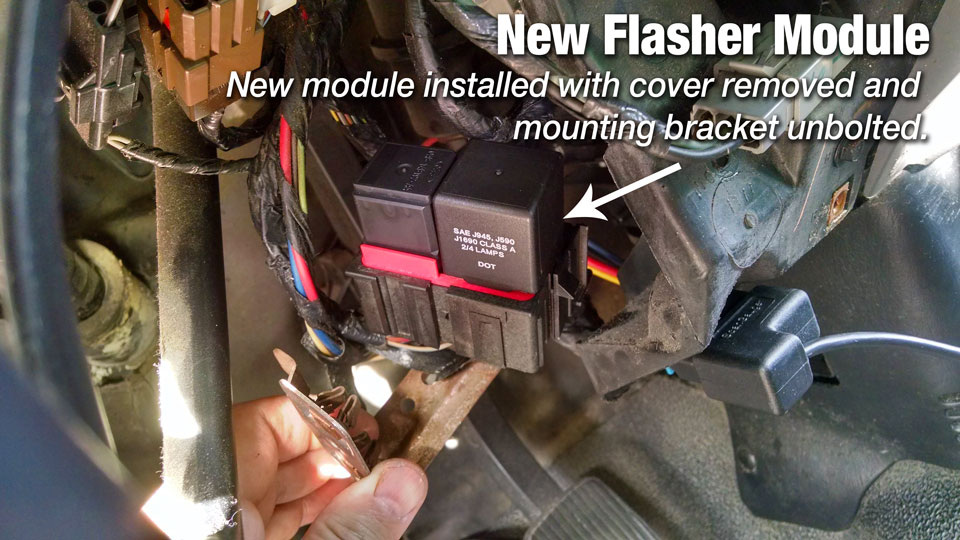 New Flasher Module
New module installed with cover removed and
mounting bracket unbolted.
SAE J945, J590
J1690 CLASS A
2/4 LAMPS
DOT